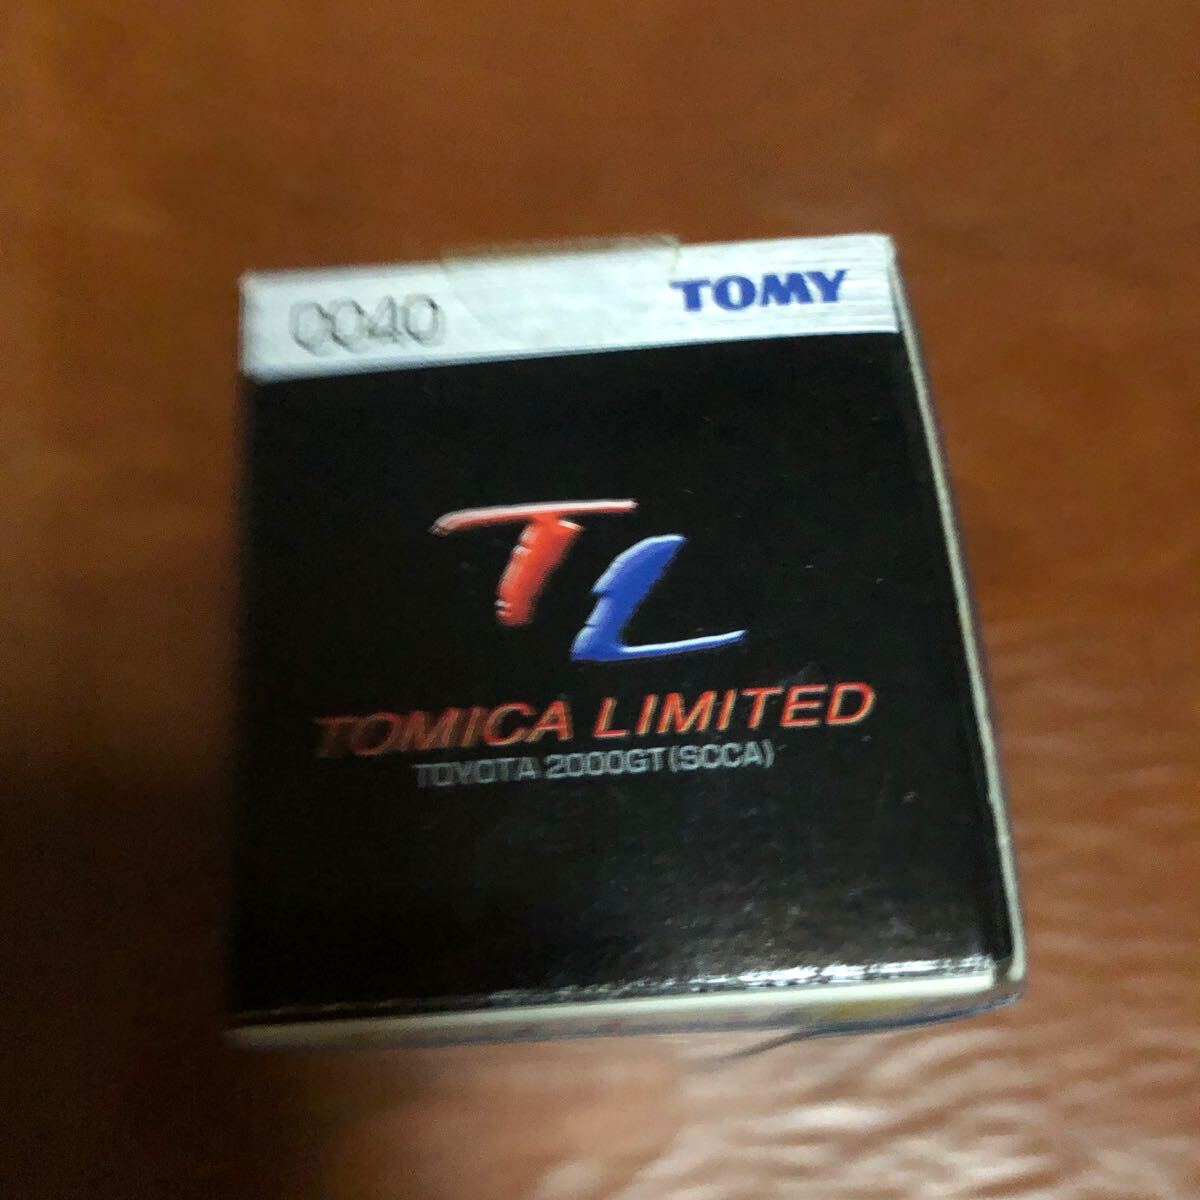 0040
TOMY
TL
TOMICA LIMITED
TOYOTA 2000GT(SCCA)